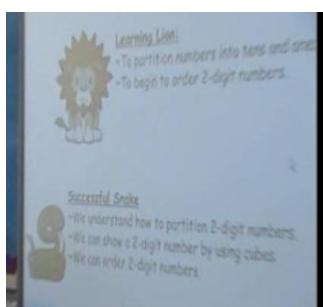 Learning Lion:
-To partition numbers into tens and ones
-To begin to order 2-digit numbers.
Successful Snake
-We understand how to partition 2-digit numbers.
-We can show a 2-digit number by using cubes.
-We can order 2-digit numbers.